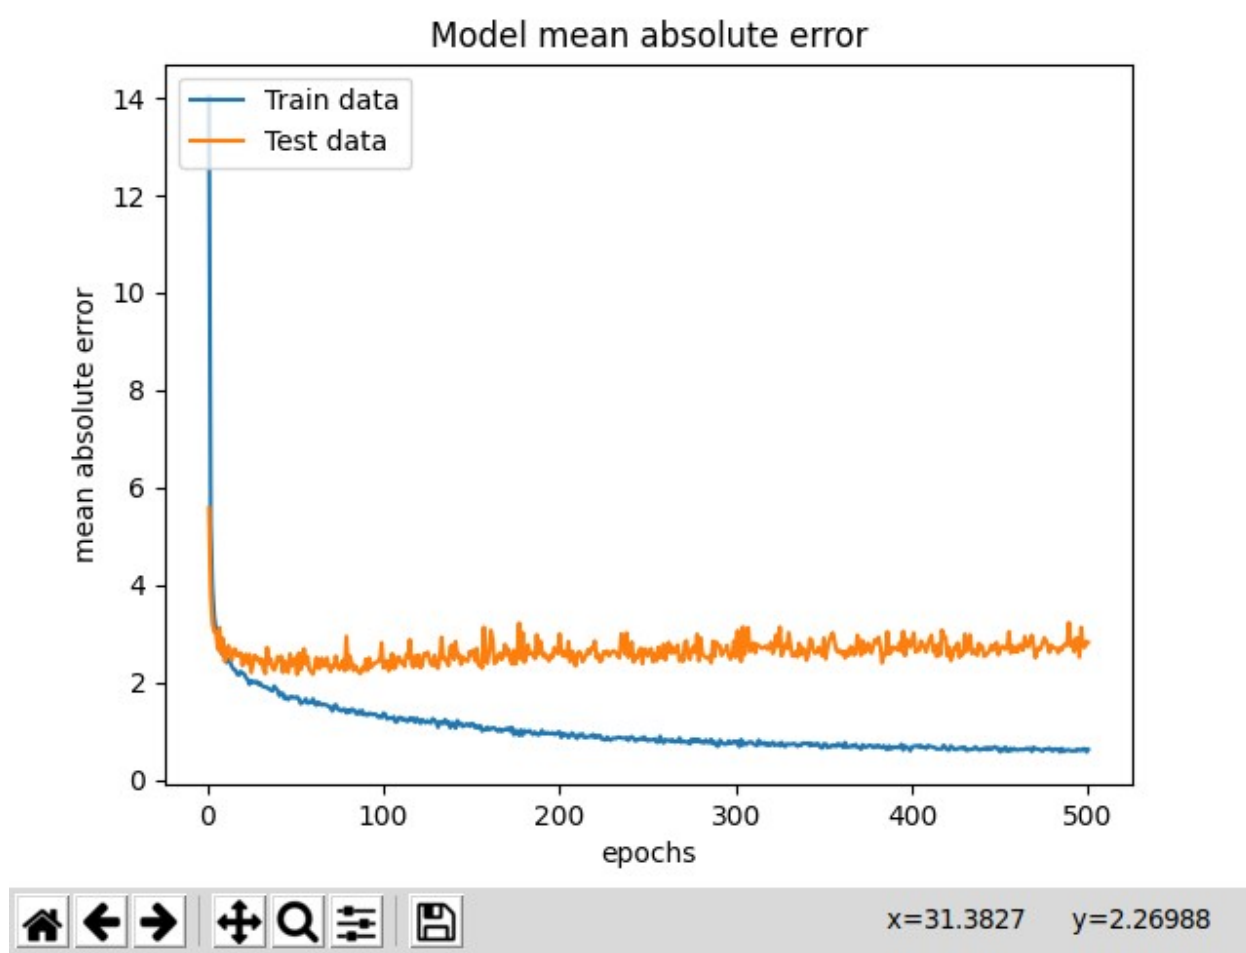 Model mean absolute error
Train data
Test data
14
12
10
8
6
4
2
0
mean absolute error
0 100 200 300 400 500
epochs
x=31.3827 y=2.26988